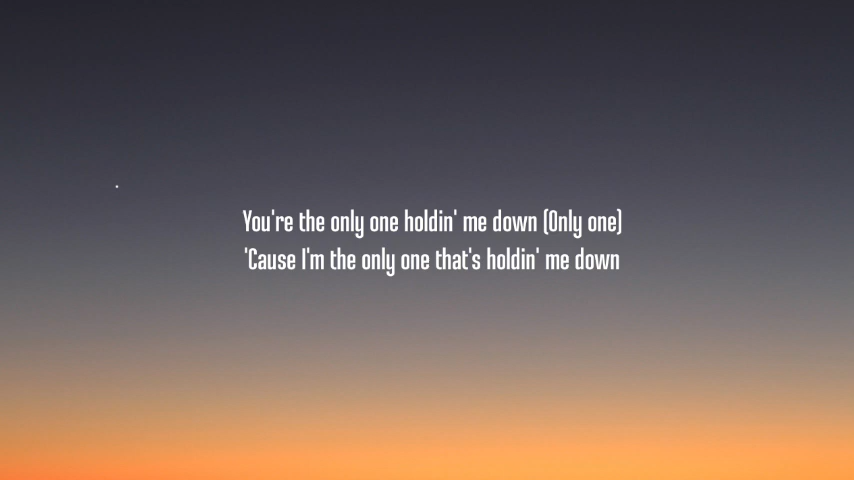 You're the only one holdin' me down (Only one)
'Cause I'm the only one that's holdin' me down